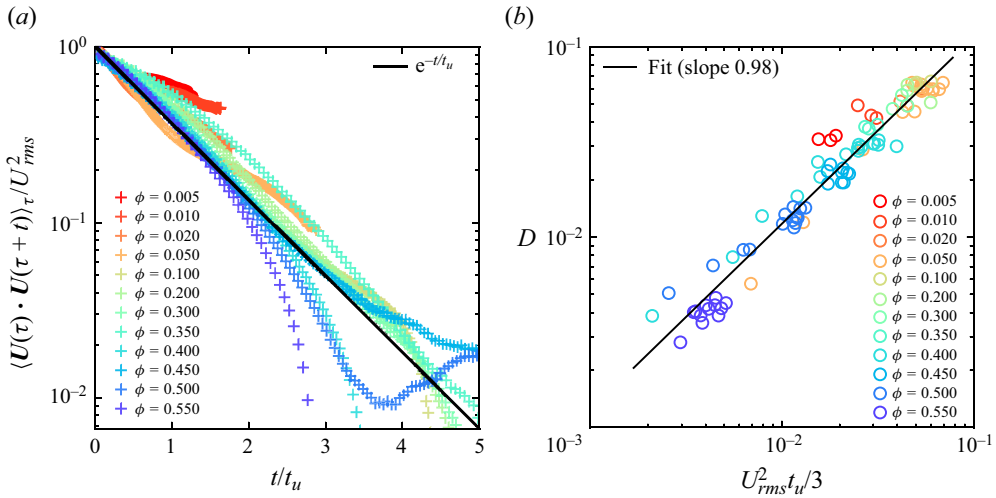 (a)
10^0
10^{-1}
10^{-2}
⟨U(τ) · U(τ + t)⟩_τ/U^2_{rms}
e^{−t/t_u}
ϕ = 0.005
ϕ = 0.010
ϕ = 0.020
ϕ = 0.050
ϕ = 0.100
ϕ = 0.200
ϕ = 0.300
ϕ = 0.350
ϕ = 0.400
ϕ = 0.450
ϕ = 0.500
ϕ = 0.550
0 1 2 3 4 5
t/t_u
(b)
10^{-1}
10^{-2}
10^{-3}
D
Fit (slope 0.98)
ϕ = 0.005
ϕ = 0.010
ϕ = 0.020
ϕ = 0.050
ϕ = 0.100
ϕ = 0.200
ϕ = 0.300
ϕ = 0.350
ϕ = 0.400
ϕ = 0.450
ϕ = 0.500
ϕ = 0.550
10^{-2} 10^{-1}
U^2_{rms}t_u/3